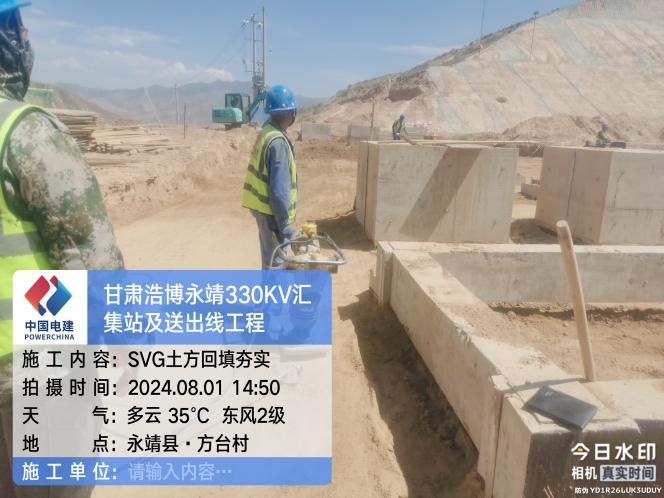 中国电建
POWERCHINA
甘肃浩博永靖330KV汇
集站及送出线工程
施工内容: SVG土方回填夯实
拍摄时间: 2024.08.01 14:50
天气: 多云 35°C 东风2级
地点: 永靖县·方台村
施工单位: 请输入内容…
今日水印
相机 真实时间
防伪 YD1R26LUK3UDUY